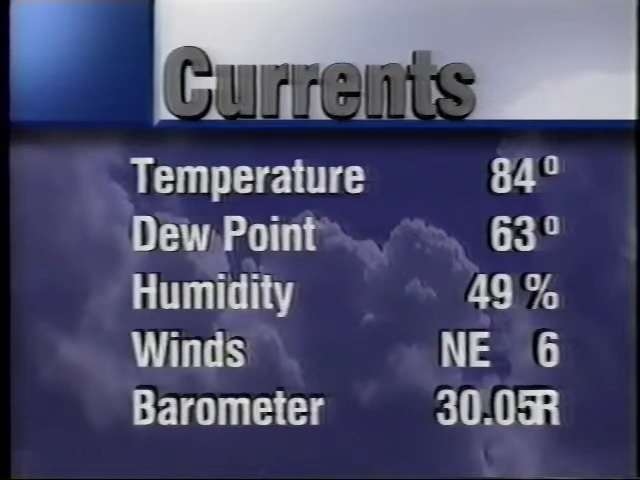 Currents
Temperature 84°
Dew Point 63°
Humidity 49 %
Winds NE 6
Barometer 30.05R